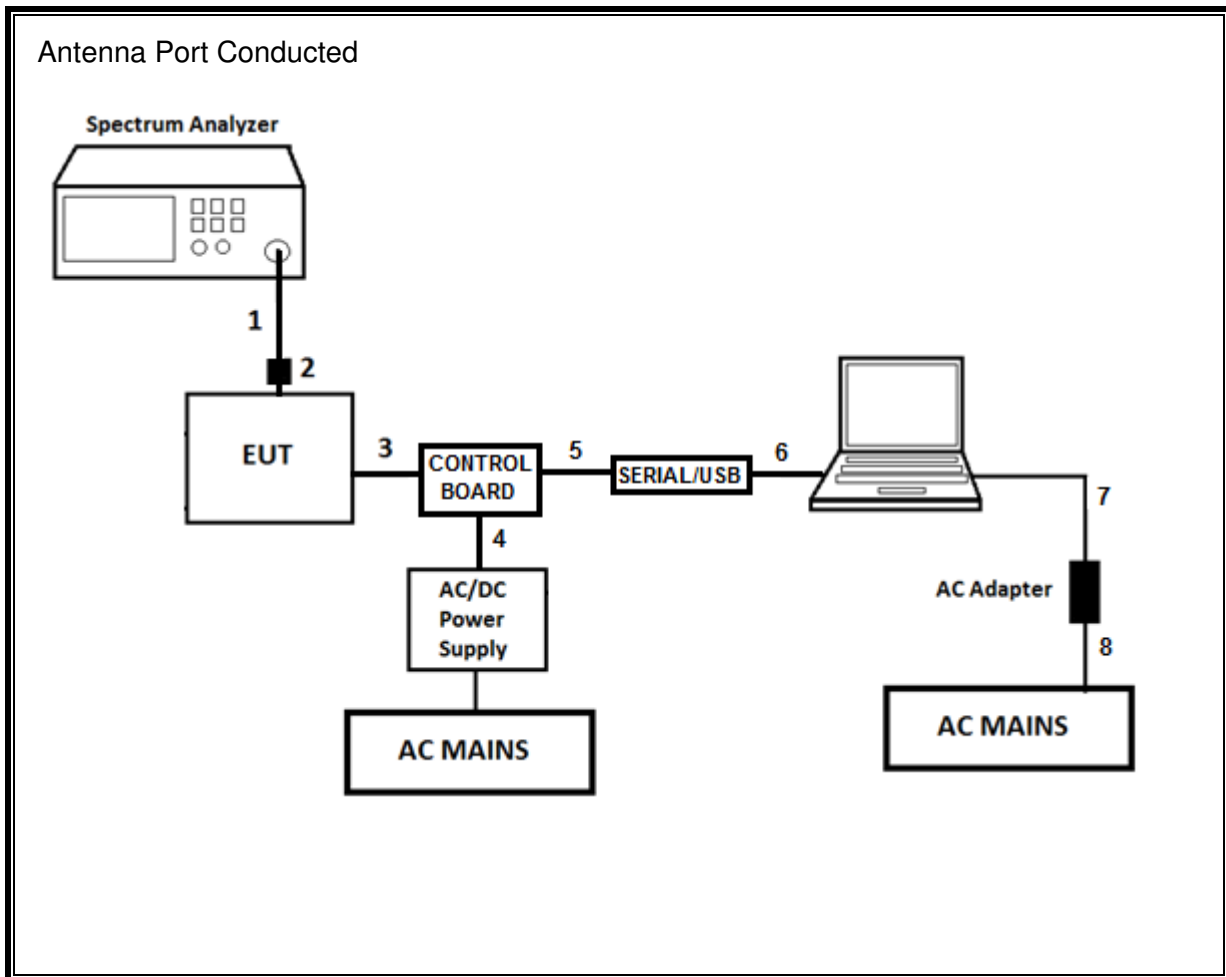 Antenna Port Conducted
Spectrum Analyzer
1
2
EUT
3
CONTROL
BOARD
5
SERIAL/USB
6
7
4
AC/DC
Power
Supply
AC Adapter
8
AC MAINS
AC MAINS